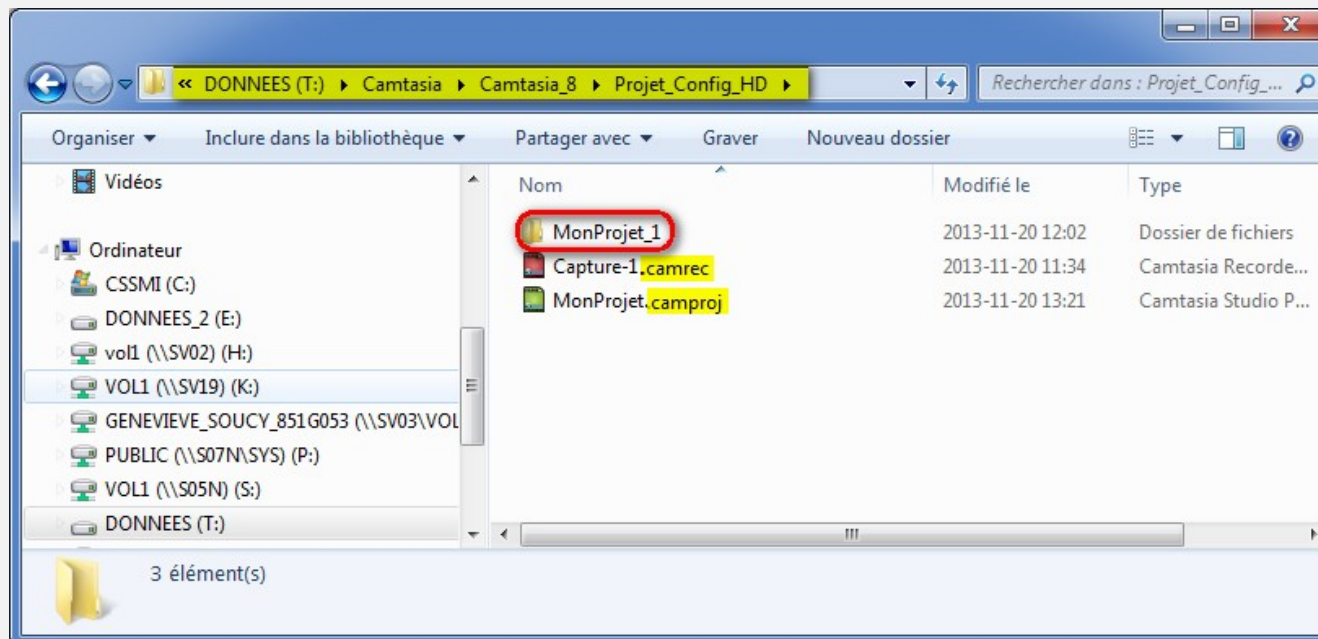 « DONNEES (T:) ▸ Camtasia ▸ Camtasia_8 ▸ Projet_Config_HD ▸
Rechercher dans : Projet_Config_...
Organiser ▾ Inclure dans la bibliothèque ▾ Partager avec ▾ Graver Nouveau dossier
Vidéos
Ordinateur
CSSMI (C:)
DONNEES_2 (E:)
vol1 (\\SV02) (H:)
VOL1 (\\SV19) (K:)
GENEVIEVE_SOUCY_851G053 (\\SV03\VOL
PUBLIC (\\S07N\SYS) (P:)
VOL1 (\\S05N) (S:)
DONNEES (T:)
Nom Modifié le Type
MonProjet_1 2013-11-20 12:02 Dossier de fichiers
Capture-1.camrec 2013-11-20 11:34 Camtasia Recorde...
MonProjet.camproj 2013-11-20 13:21 Camtasia Studio P...
3 élément(s)